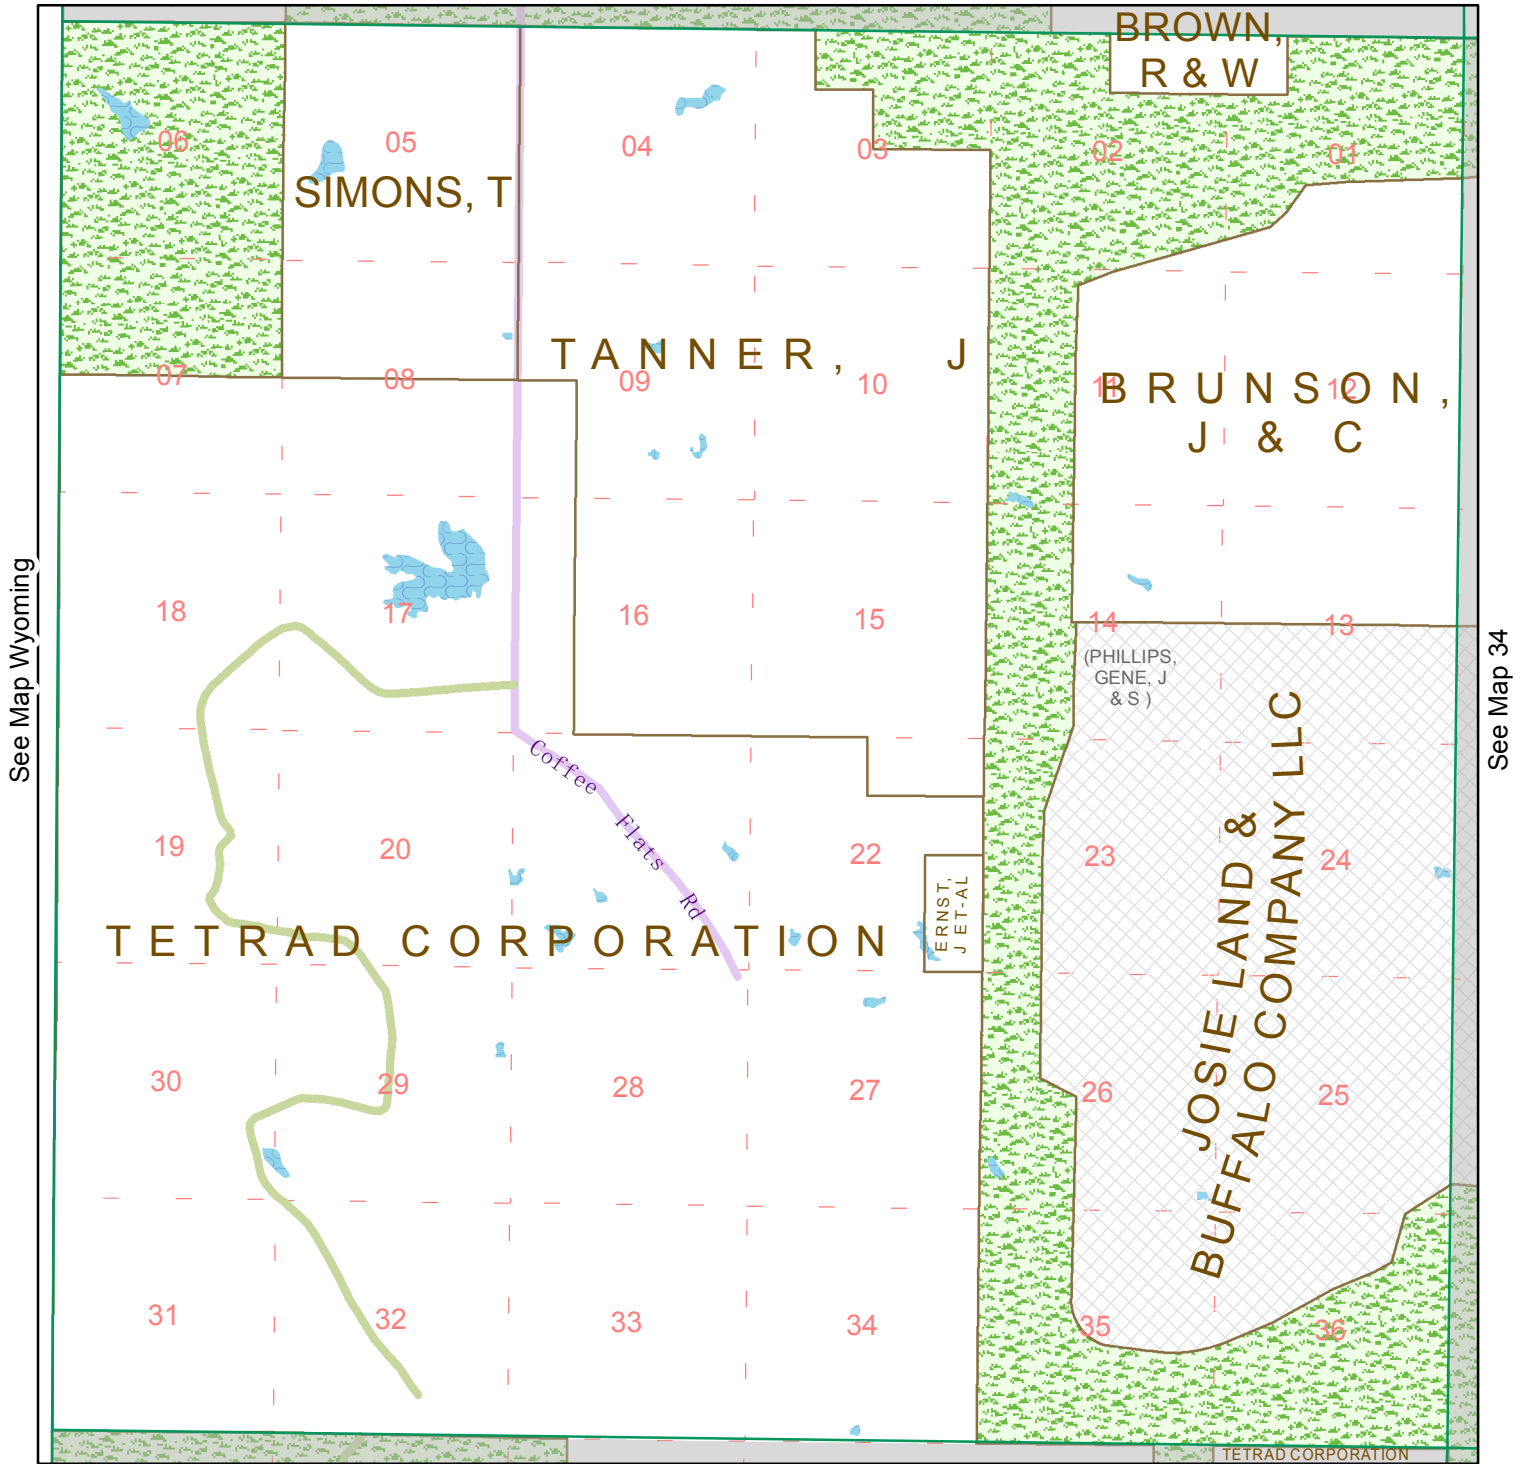 BROWN,
R & W
06
05
04
03
02
01
SIMONS, T
TANNER, J
07
08
09
10
11
12
BRUNSON,
J & C
See Map Wyoming
18
17
16
15
14
13
(PHILLIPS,
GENE, J
& S )
See Map 34
Coffee Flats Rd
19
20
22
23
24
ERNST,
J ET-AL
JOSIE LAND &
BUFFALO COMPANY LLC
TETRAD CORPORATION
30
29
28
27
26
25
31
32
33
34
35
36
TETRAD CORPORATION